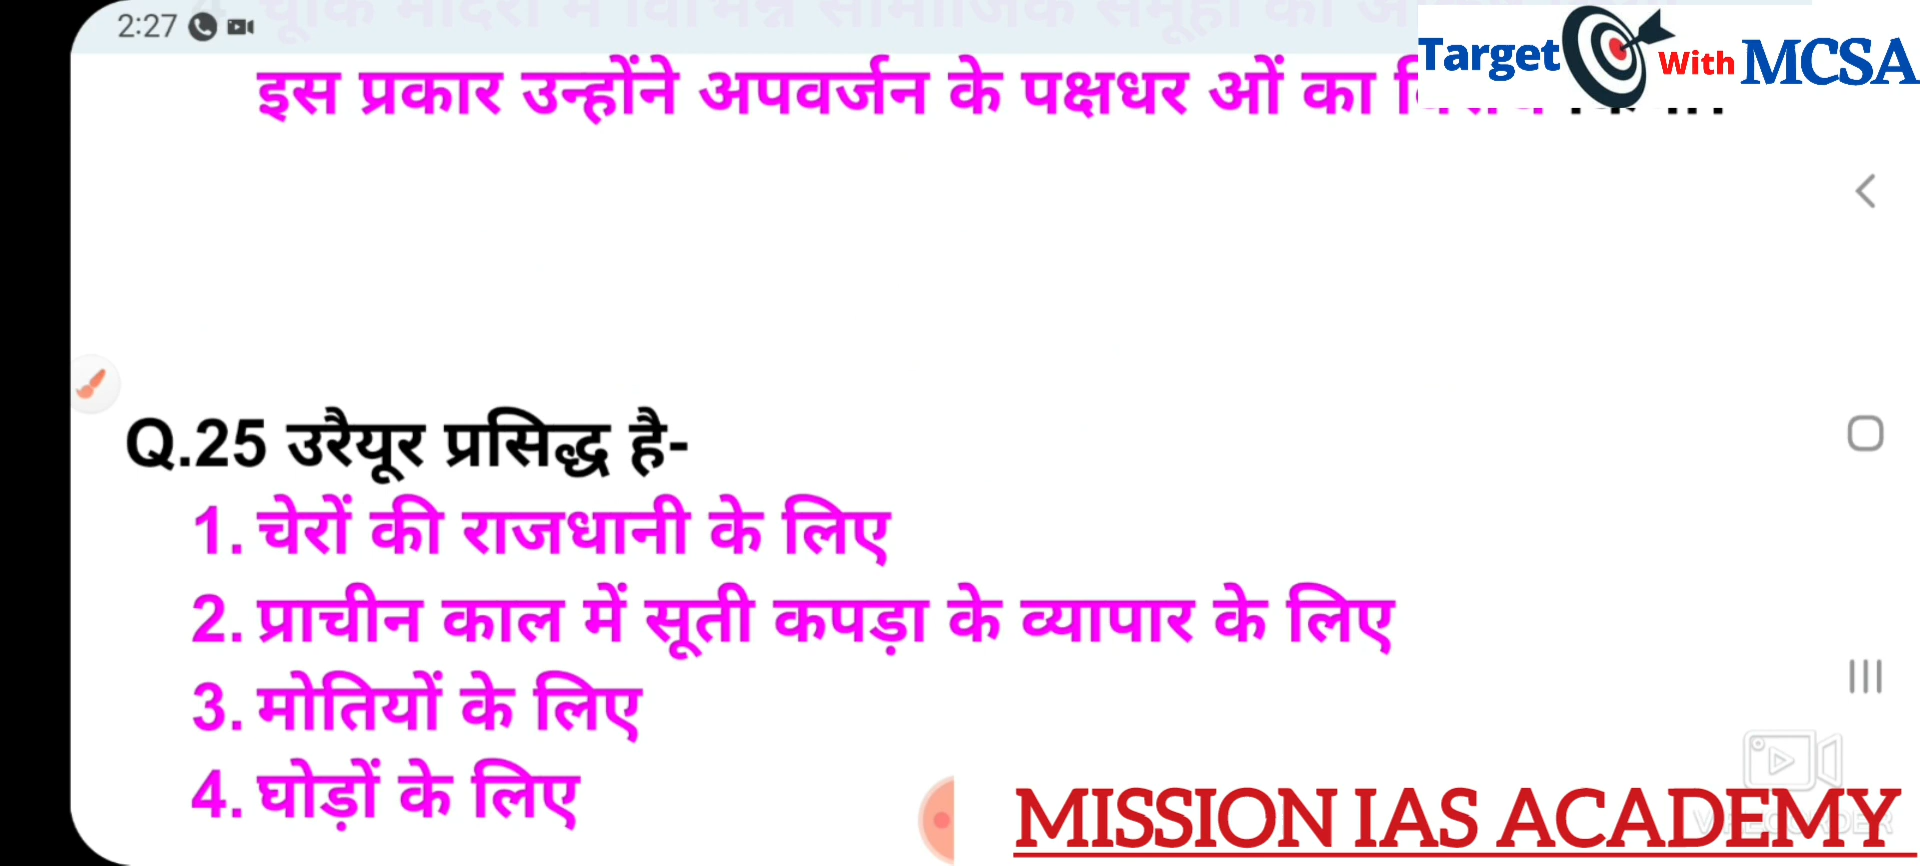 2:27
Target With MCSA
इस प्रकार उन्होंने अपवर्जन के पक्षधर ओं का
Q.25 उरैयूर प्रसिद्ध है-
1. चेरों की राजधानी के लिए
2. प्राचीन काल में सूती कपड़ा के व्यापार के लिए
3. मोतियों के लिए
4. घोड़ों के लिए
MISSION IAS ACADEMY